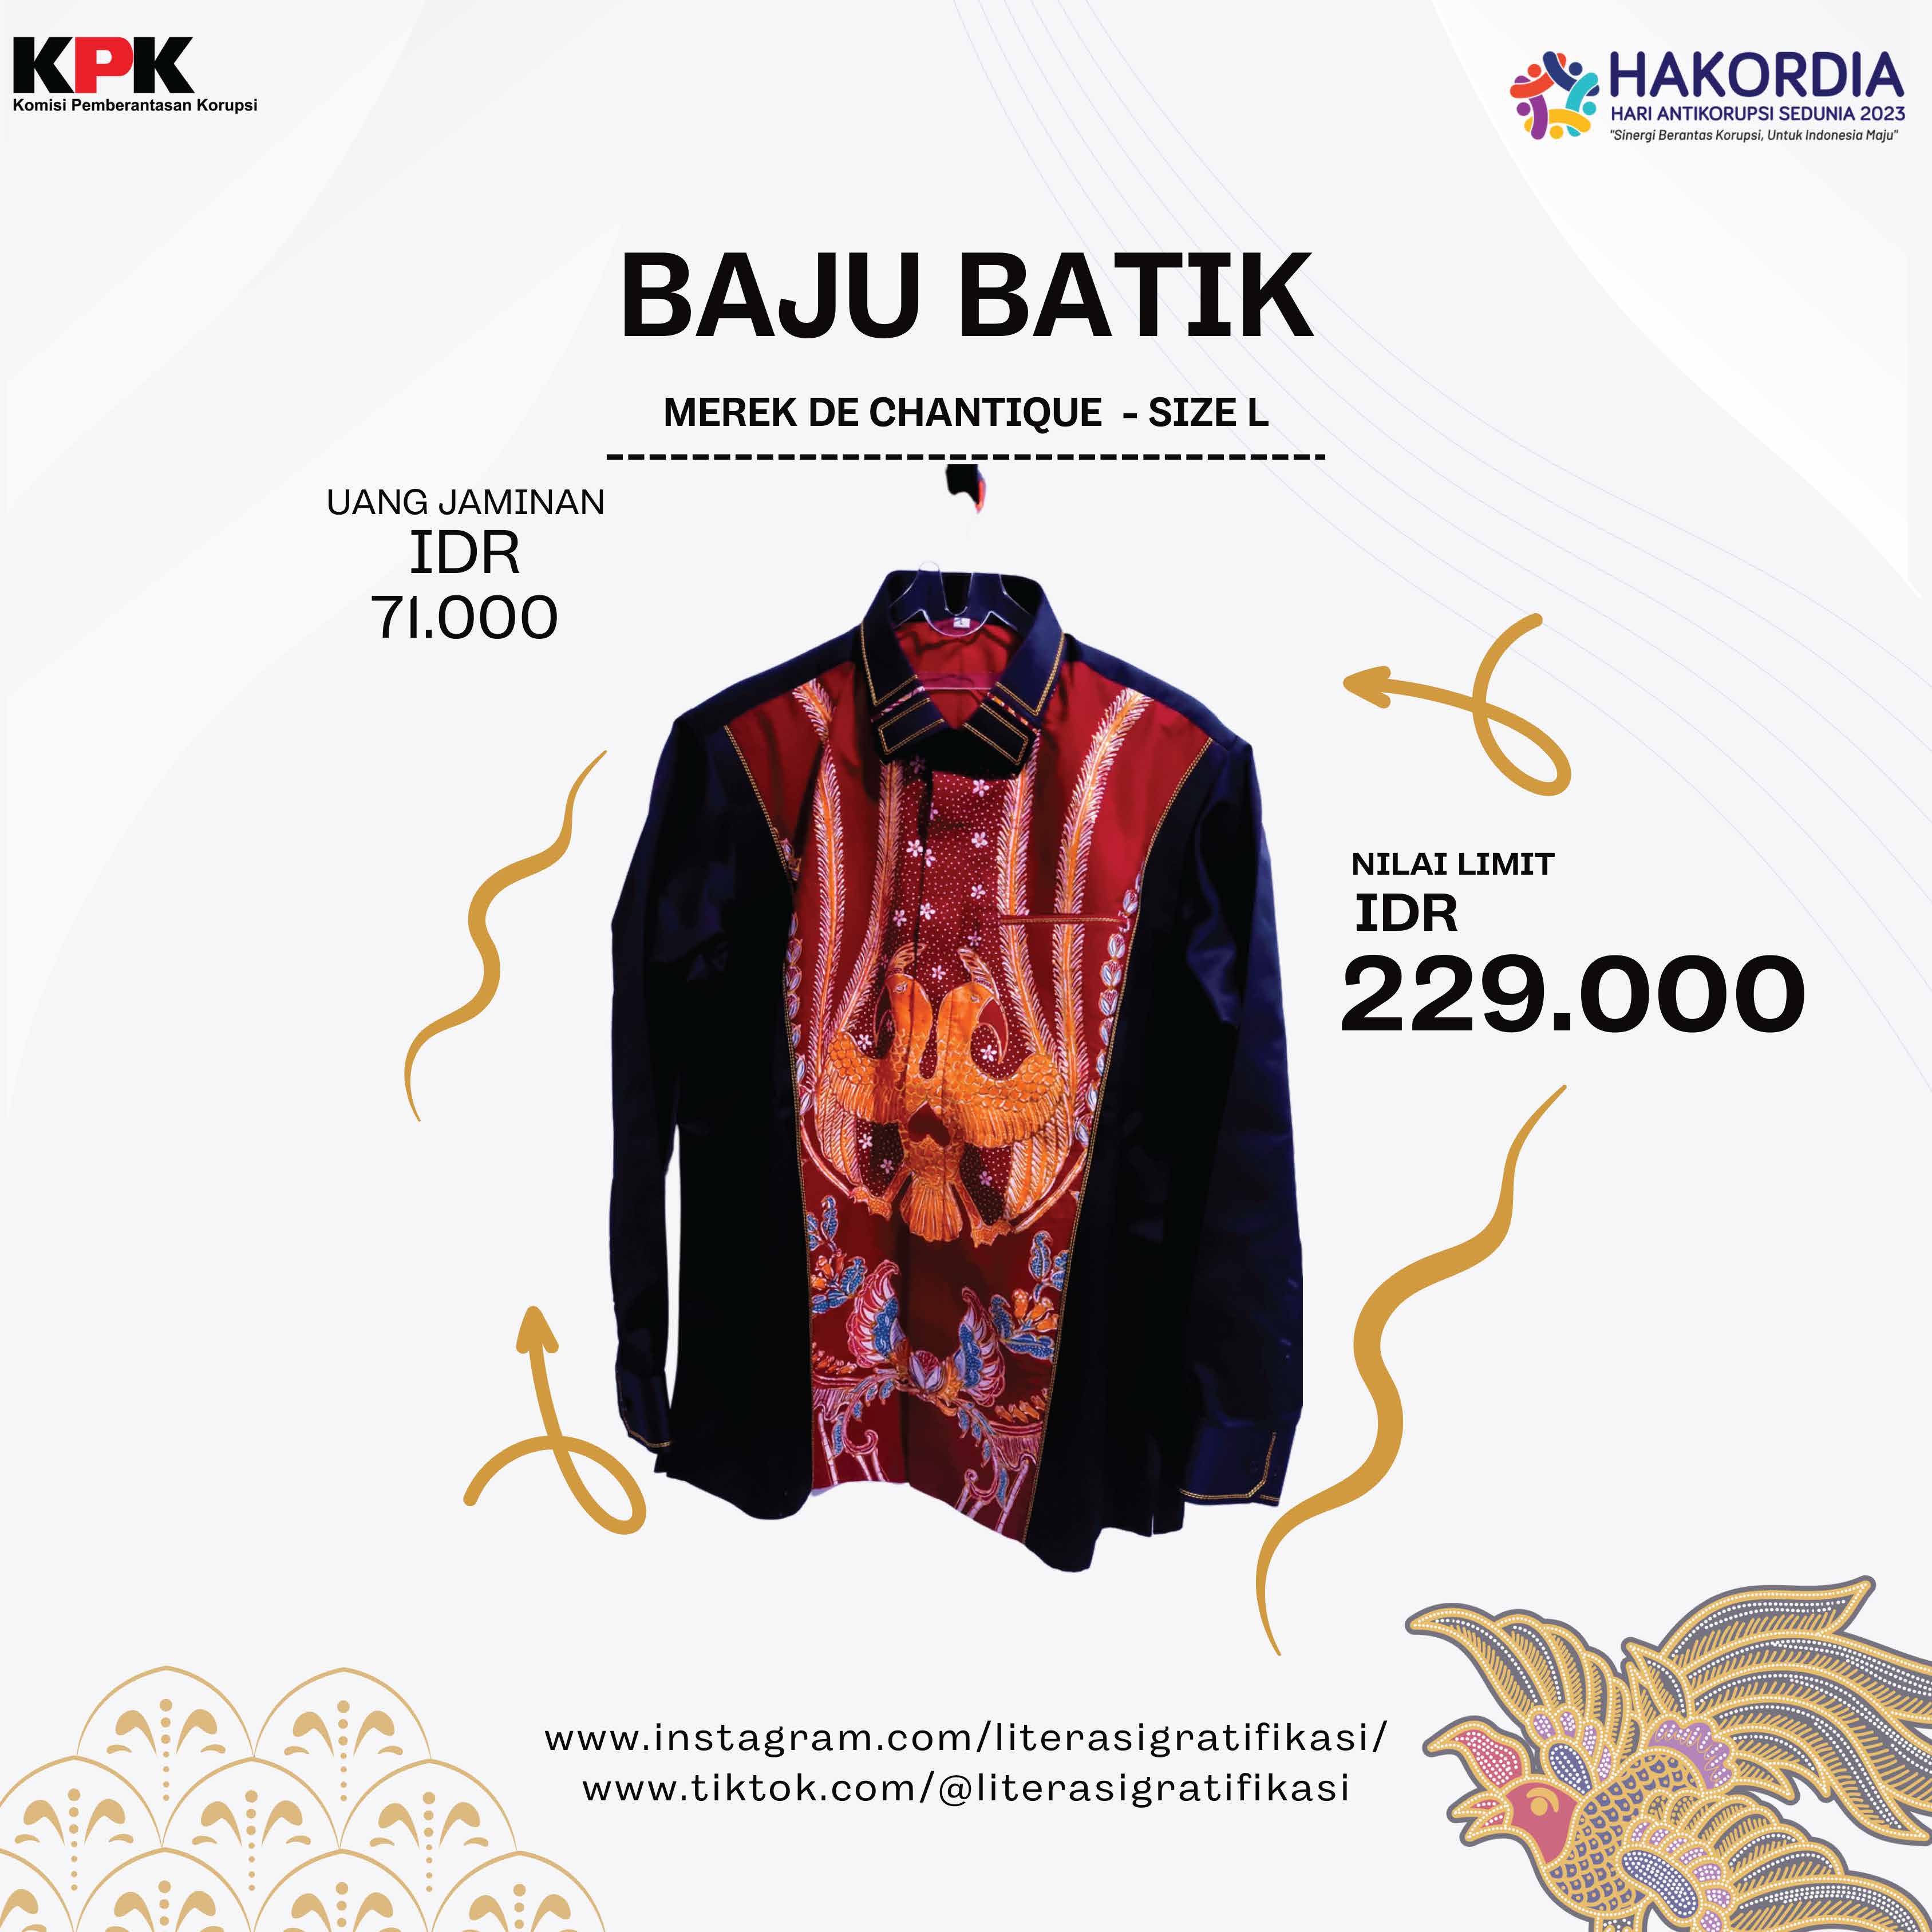 KPK
Komisi Pemberantasan Korupsi
HAKORDIA
HARI ANTIKORUPSI SEDUNIA 2023
"Sinergi Berantas Korupsi, Untuk Indonesia Maju"
BAJU BATIK
MEREK DE CHANTIQUE - SIZE L
UANG JAMINAN
IDR
71.000
NILAI LIMIT
IDR
229.000
www.instagram.com/literasigratifikasi/
www.tiktok.com/@literasigratifikasi